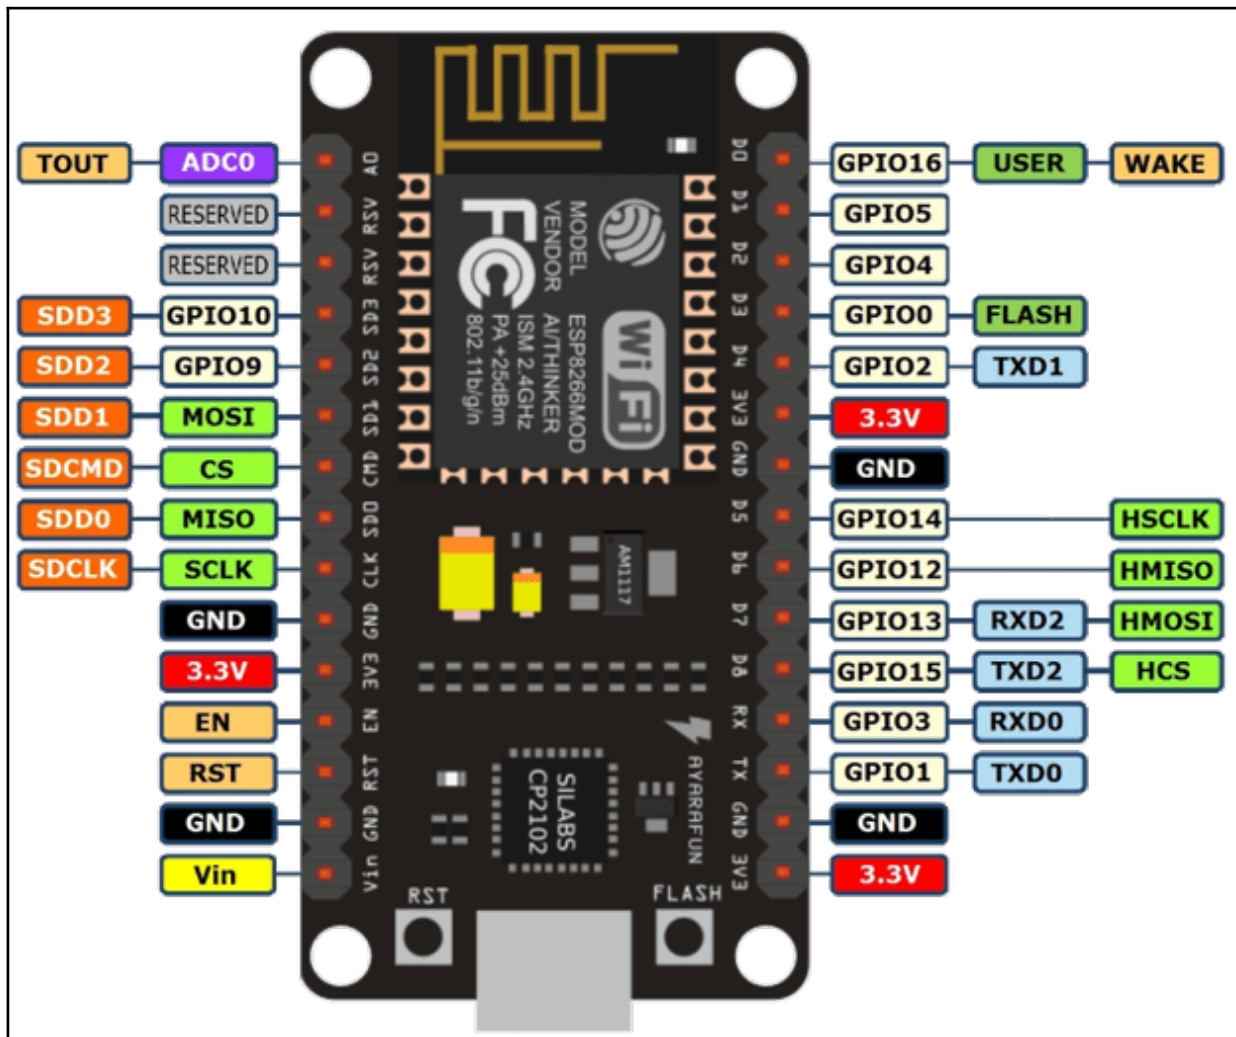 TOUT ADC0 A0 D0 GPIO16 USER WAKE
RESERVED RSV D1 GPIO5
RESERVED RSV D2 GPIO4
SDD3 GPIO10 SD3 D3 GPIO0 FLASH
SDD2 GPIO9 SD2 D4 GPIO2 TXD1
SDD1 MOSI SD1 3V3 3.3V
SDCMD CS CMD GND GND
SDD0 MISO SD0 D5 GPIO14 HSCLK
SDCLK SCLK CLK D6 GPIO12 HMISO
GND GND D7 GPIO13 RXD2 HMOSI
3.3V 3V3 D8 GPIO15 TXD2 HCS
EN EN RX GPIO3 RXD0
RST RST TX GPIO1 TXD0
GND GND GND GND
Vin Vin 3V3 3.3V
MODEL
VENDOR
FC
WiFi
ESP8266MOD
AI/THINKER
ISM 2.4GHz
PA +25dBm
802.11b/g/n
AM1117
SILABS
CP2102
AYARAFUN
RST
FLASH